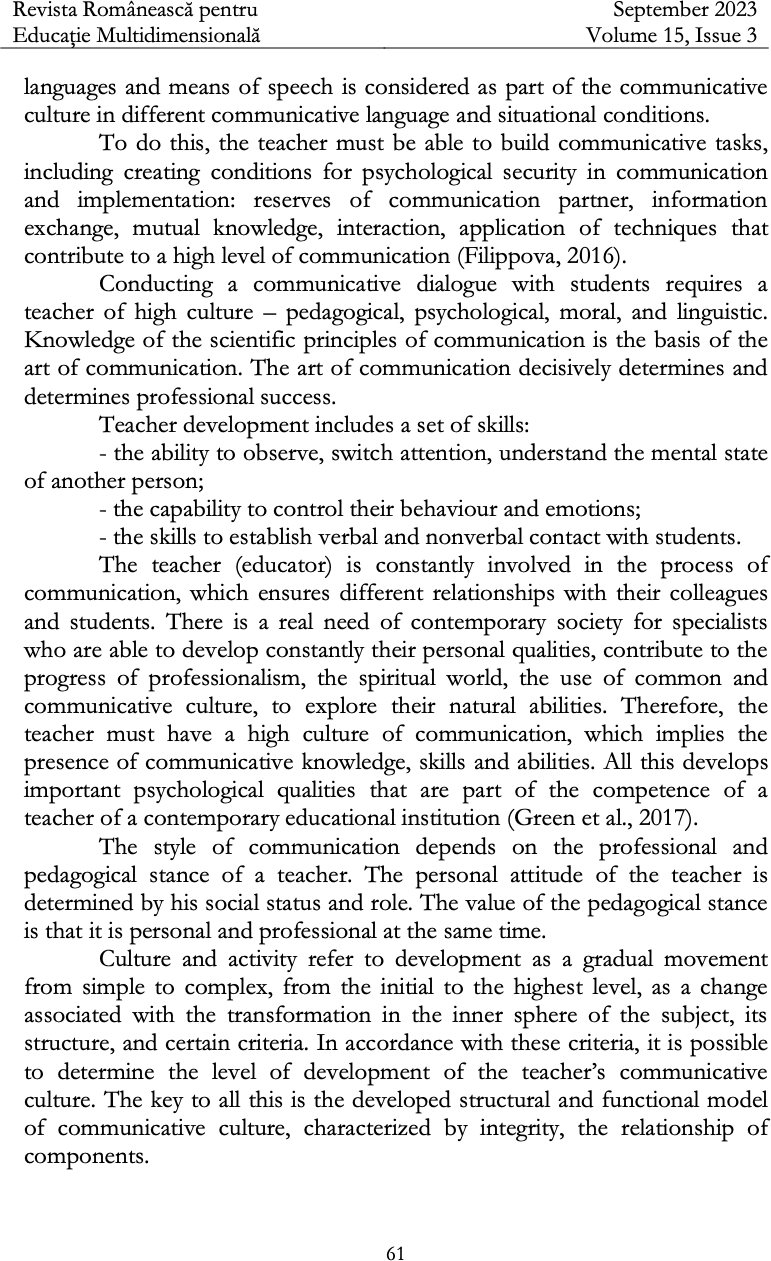 Revista Românească pentru
September 2023
Educaţie Multidimensională
Volume 15, Issue 3
languages and means of speech is considered as part of the communicative
culture in different communicative language and situational conditions.
To do this, the teacher must be able to build communicative tasks,
including creating conditions for psychological security in communication
and implementation: reserves of communication partner, information
exchange, mutual knowledge, interaction, application of techniques that
contribute to a high level of communication (Filippova, 2016).
Conducting a communicative dialogue with students requires a
teacher of high culture – pedagogical, psychological, moral, and linguistic.
Knowledge of the scientific principles of communication is the basis of the
art of communication. The art of communication decisively determines and
determines professional success.
Teacher development includes a set of skills:
- the ability to observe, switch attention, understand the mental state
of another person;
- the capability to control their behaviour and emotions;
- the skills to establish verbal and nonverbal contact with students.
The teacher (educator) is constantly involved in the process of
communication, which ensures different relationships with their colleagues
and students. There is a real need of contemporary society for specialists
who are able to develop constantly their personal qualities, contribute to the
progress of professionalism, the spiritual world, the use of common and
communicative culture, to explore their natural abilities. Therefore, the
teacher must have a high culture of communication, which implies the
presence of communicative knowledge, skills and abilities. All this develops
important psychological qualities that are part of the competence of a
teacher of a contemporary educational institution (Green et al., 2017).
The style of communication depends on the professional and
pedagogical stance of a teacher. The personal attitude of the teacher is
determined by his social status and role. The value of the pedagogical stance
is that it is personal and professional at the same time.
Culture and activity refer to development as a gradual movement
from simple to complex, from the initial to the highest level, as a change
associated with the transformation in the inner sphere of the subject, its
structure, and certain criteria. In accordance with these criteria, it is possible
to determine the level of development of the teacher’s communicative
culture. The key to all this is the developed structural and functional model
of communicative culture, characterized by integrity, the relationship of
components.
61